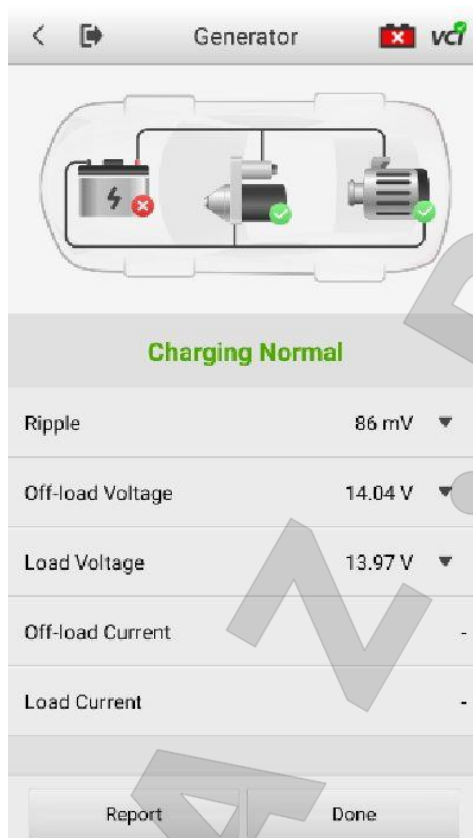 Generator
VCI
Charging Normal
Ripple 86 mV
Off-load Voltage 14.04 V
Load Voltage 13.97 V
Off-load Current -
Load Current -
Report Done